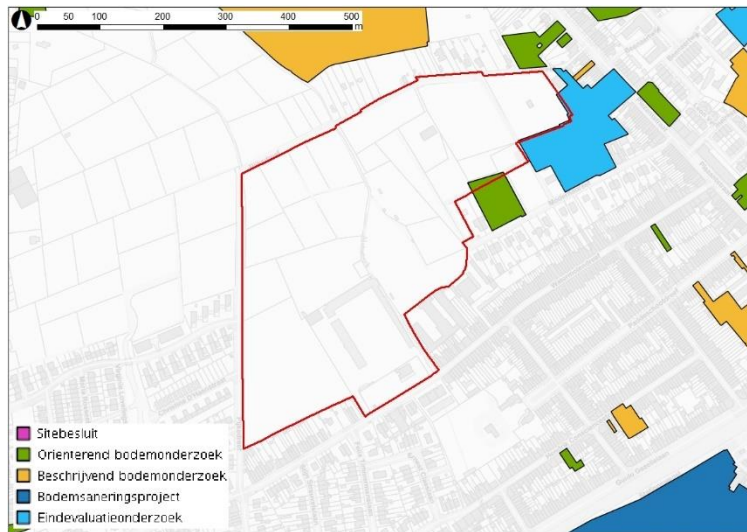 0 50 100 200 300 400 500
m
Sitebesluit
Oriënterend bodemonderzoek
Beschrijvend bodemonderzoek
Bodemsaneringsproject
Eindevaluatieonderzoek